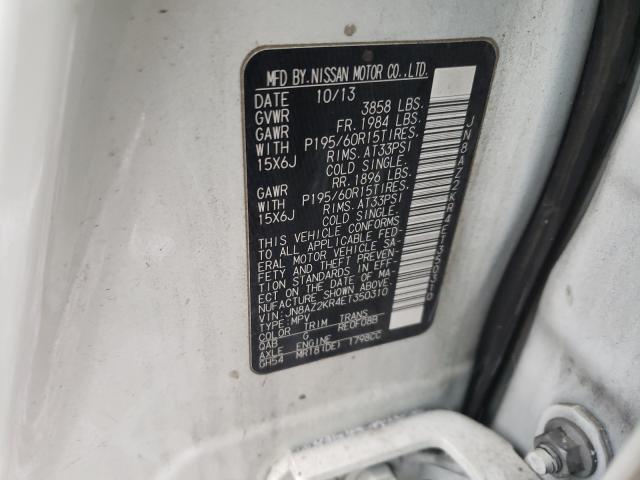 MFD BY. NISSAN MOTOR CO., LTD.
DATE 10/13
GVWR 3858 LBS.
GAWR FR. 1984 LBS.
WITH P195/60R15TIRES,
15X6J RIMS. AT33PSI
COLD SINGLE.
GAWR RR. 1896 LBS.
WITH P195/60R15TIRES,
15X6J RIMS. AT33PSI
COLD SINGLE.
THIS VEHICLE CONFORMS
TO ALL APPLICABLE FED-
ERAL MOTOR VEHICLE SA-
FETY AND THEFT PREVEN-
TION STANDARDS IN EFF-
ECT ON THE DATE OF MA-
NUFACTURE SHOWN ABOVE.
VIN: JN8AZ2KR4ET350310
TYPE: MPV
COLOR TRIM TRANS
QAB G RE0F08B
AXLE ENGINE
GH54 MR18(DE) 1798CC
JN8AZ2KR4ET350310